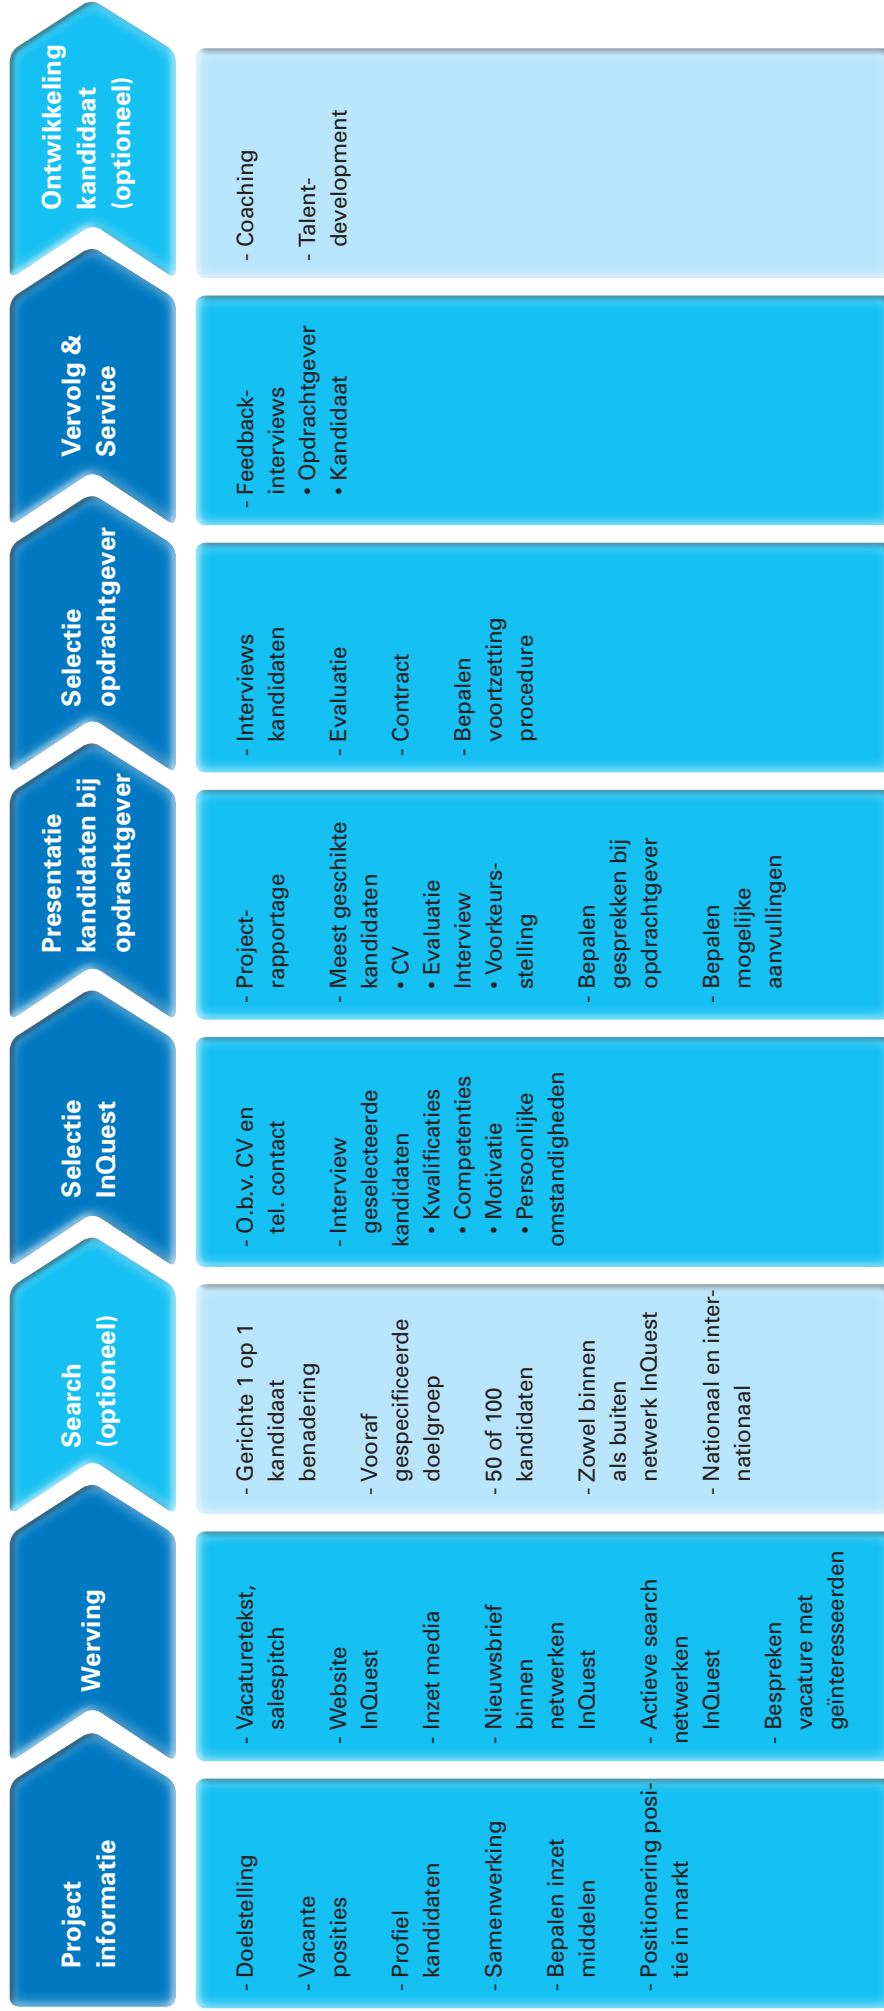 Project
informatie
- Doelstelling
- Vacante
posities
- Profiel
kandidaten
- Samenwerking
- Bepalen inzet
middelen
- Positionering posi-
tie in markt
Werving
- Vacaturetekst,
salespitch
- Website
InQuest
- Inzet media
- Nieuwsbrief
binnen
netwerken
InQuest
- Actieve search
netwerken
InQuest
- Bespreken
vacature met
geïnteresseerden
Search
(optioneel)
- Gerichte 1 op 1
kandidaat
benadering
- Vooraf
gespecificeerde
doelgroep
- 50 of 100
kandidaten
- Zowel binnen
als buiten
netwerk InQuest
- Nationaal en inter-
nationaal
Selectie
InQuest
- O.b.v. CV en
tel. contact
- Interview
geselecteerde
kandidaten
• Kwalificaties
• Competenties
• Motivatie
• Persoonlijke
omstandigheden
Presentatie
kandidaten bij
opdrachtgever
- Project-
rapportage
- Meest geschikte
kandidaten
• CV
• Evaluatie
Interview
• Voorkeurs-
stelling
- Bepalen
gesprekken bij
opdrachtgever
- Bepalen
mogelijke
aanvullingen
Selectie
opdrachtgever
- Interviews
kandidaten
- Evaluatie
- Contract
- Bepalen
voortzetting
procedure
Vervolg &
Service
- Feedback-
interviews
• Opdrachtgever
• Kandidaat
Ontwikkeling
kandidaat
(optioneel)
- Coaching
- Talent-
development